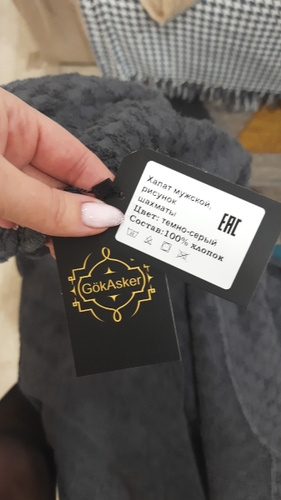 Халат мужской,
рисунок
шахматы
Цвет: темно-серый
Состав:100% хлопок
EAC
GökAsker